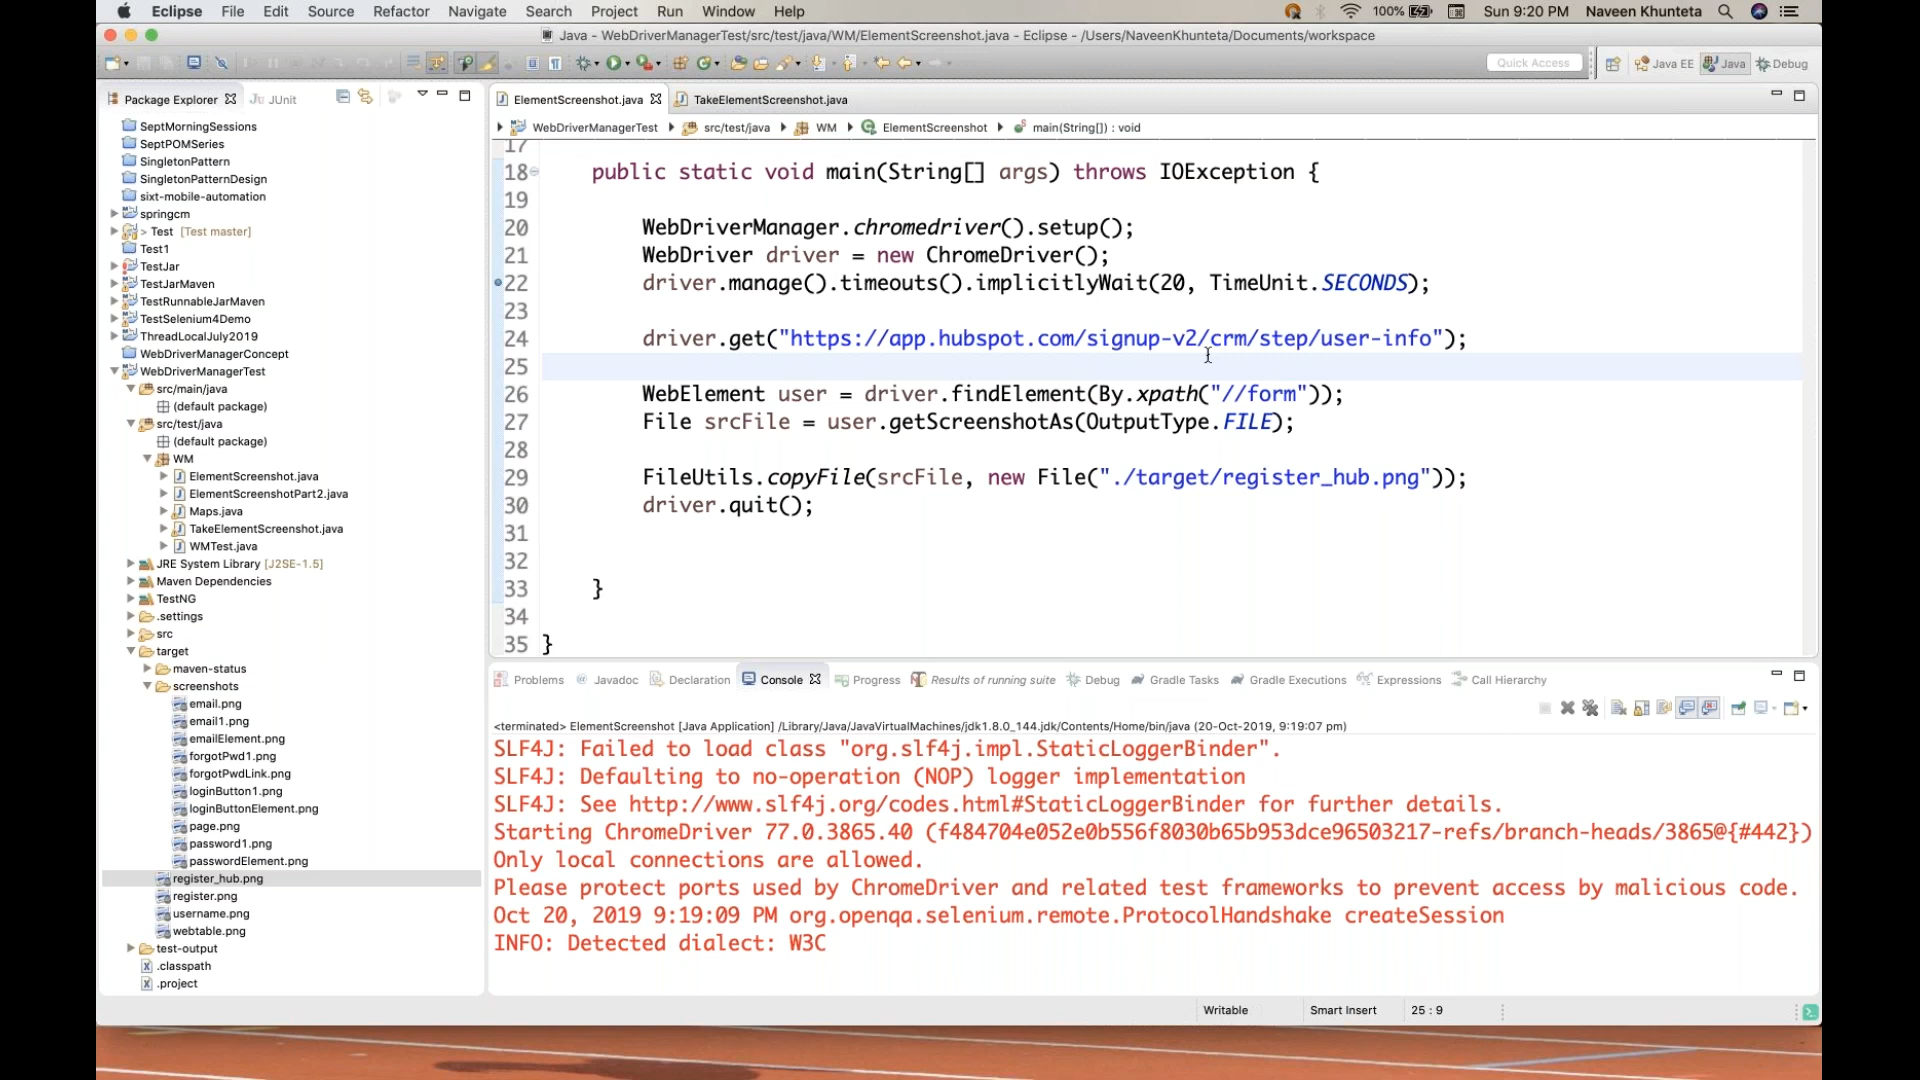 Eclipse File Edit Source Refactor Navigate Search Project Run Window Help 100% Sun 9:20 PM Naveen Khunteta
Java - WebDriverManagerTest/src/test/java/WM/ElementScreenshot.java - Eclipse - /Users/NaveenKhunteta/Documents/workspace
Quick Access Java EE Java Debug
Package Explorer JUnit
SeptMorningSessions
SeptPOMSeries
SingletonPattern
SingletonPatternDesign
sixt-mobile-automation
springcm
> Test [Test master]
Test1
TestJar
TestJarMaven
TestRunnableJarMaven
TestSelenium4Demo
ThreadLocalJuly2019
WebDriverManagerConcept
WebDriverManagerTest
src/main/java
(default package)
src/test/java
(default package)
WM
ElementScreenshot.java
ElementScreenshotPart2.java
Maps.java
TakeElementScreenshot.java
WMTest.java
JRE System Library [J2SE-1.5]
Maven Dependencies
TestNG
.settings
src
target
maven-status
screenshots
email.png
email1.png
emailElement.png
forgotPwd1.png
forgotPwdLink.png
loginButton1.png
loginButtonElement.png
page.png
password1.png
passwordElement.png
register_hub.png
register.png
username.png
webtable.png
test-output
.classpath
.project
ElementScreenshot.java TakeElementScreenshot.java
WebDriverManagerTest src/test/java WM ElementScreenshot main(String[]) : void
17
18 public static void main(String[] args) throws IOException {
19
20 WebDriverManager.chromedriver().setup();
21 WebDriver driver = new ChromeDriver();
22 driver.manage().timeouts().implicitlyWait(20, TimeUnit.SECONDS);
23
24 driver.get("https://app.hubspot.com/signup-v2/crm/step/user-info");
25
26 WebElement user = driver.findElement(By.xpath("//form"));
27 File srcFile = user.getScreenshotAs(OutputType.FILE);
28
29 FileUtils.copyFile(srcFile, new File("./target/register_hub.png"));
30 driver.quit();
31
32
33 }
34
35 }
Problems Javadoc Declaration Console Progress Results of running suite Debug Gradle Tasks Gradle Executions Expressions Call Hierarchy
<terminated> ElementScreenshot [Java Application] /Library/Java/JavaVirtualMachines/jdk1.8.0_144.jdk/Contents/Home/bin/java (20-Oct-2019, 9:19:07 pm)
SLF4J: Failed to load class "org.slf4j.impl.StaticLoggerBinder".
SLF4J: Defaulting to no-operation (NOP) logger implementation
SLF4J: See http://www.slf4j.org/codes.html#StaticLoggerBinder for further details.
Starting ChromeDriver 77.0.3865.40 (f484704e052e0b556f8030b65b953dce96503217-refs/branch-heads/3865@{#442})
Only local connections are allowed.
Please protect ports used by ChromeDriver and related test frameworks to prevent access by malicious code.
Oct 20, 2019 9:19:09 PM org.openqa.selenium.remote.ProtocolHandshake createSession
INFO: Detected dialect: W3C
Writable Smart Insert 25 : 9